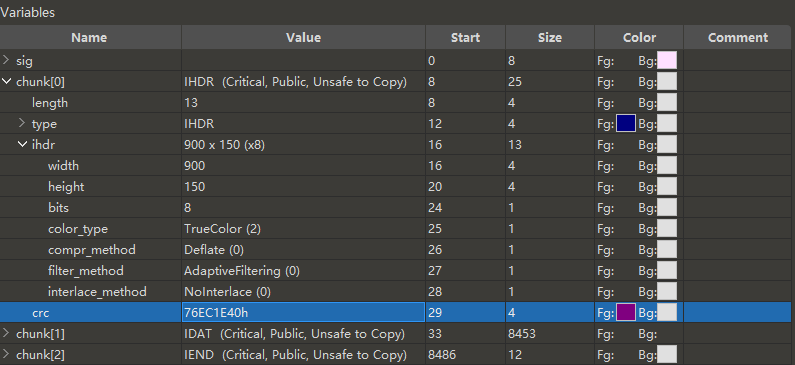 Variables
Name Value Start Size Color Comment
sig 0 8 Fg: Bg:
chunk[0] IHDR (Critical, Public, Unsafe to Copy) 8 25 Fg: Bg:
length 13 8 4 Fg: Bg:
type IHDR 12 4 Fg: Bg:
ihdr 900 x 150 (x8) 16 13 Fg: Bg:
width 900 16 4 Fg: Bg:
height 150 20 4 Fg: Bg:
bits 8 24 1 Fg: Bg:
color_type TrueColor (2) 25 1 Fg: Bg:
compr_method Deflate (0) 26 1 Fg: Bg:
filter_method AdaptiveFiltering (0) 27 1 Fg: Bg:
interlace_method NoInterlace (0) 28 1 Fg: Bg:
crc 76EC1E40h 29 4 Fg: Bg:
chunk[1] IDAT (Critical, Public, Unsafe to Copy) 33 8453 Fg: Bg:
chunk[2] IEND (Critical, Public, Unsafe to Copy) 8486 12 Fg: Bg: